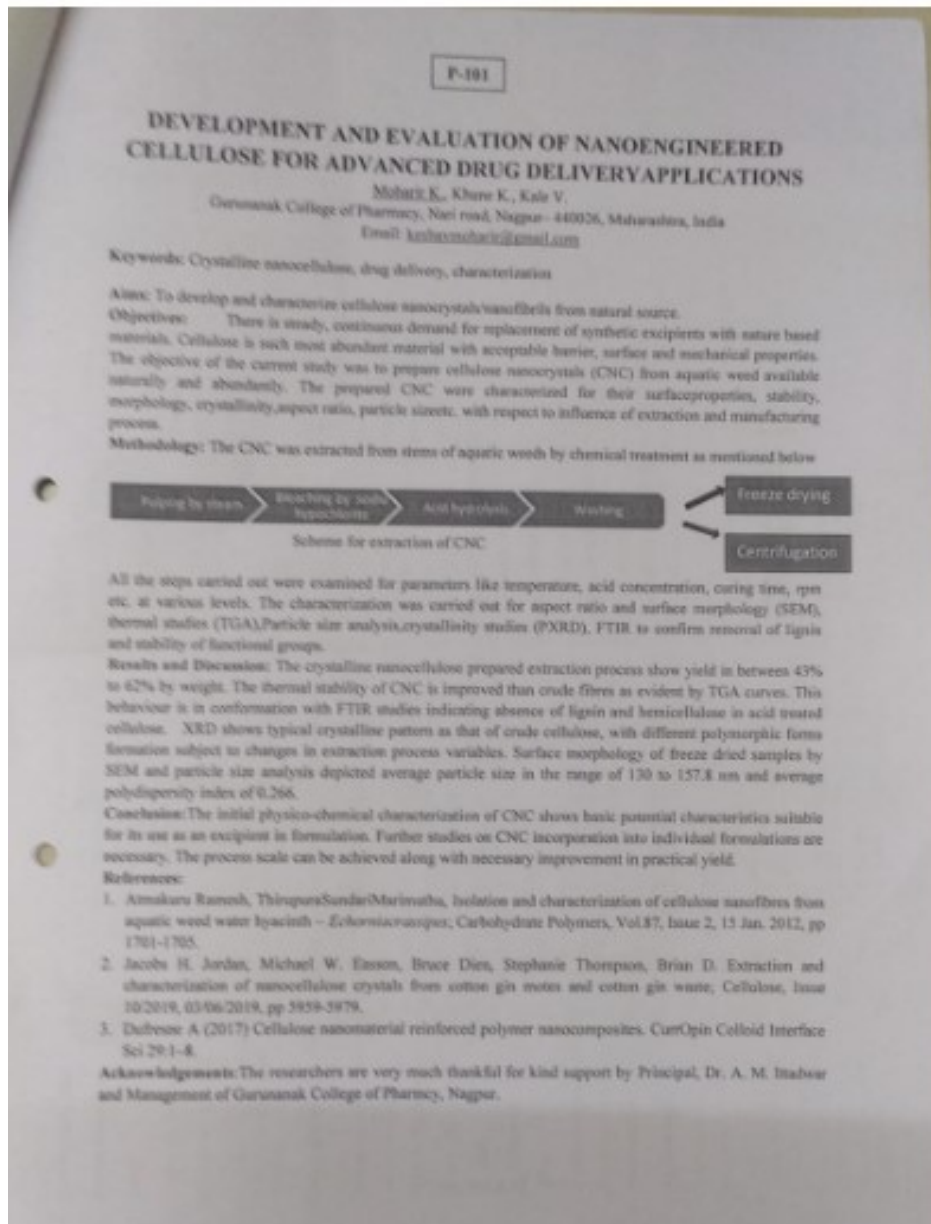 P-101
DEVELOPMENT AND EVALUATION OF NANOENGINEERED
CELLULOSE FOR ADVANCED DRUG DELIVERYAPPLICATIONS
Moharir K., Khune K., Kale V.
Gurunanak College of Pharmacy, Nari road, Nagpur- 440026, Maharashtra, India
Email: keshavmoharir@gmail.com
Keywords: Crystalline nanocellulose, drug delivery, characterization
Aims: To develop and characterize cellulose nanocrystals/nanofibrils from natural source.
Objectives: There is steady, continuous demand for replacement of synthetic excipients with nature based
materials. Cellulose is such most abundant material with acceptable barrier, surface and mechanical properties.
The objective of the current study was to prepare cellulose nanocrystals (CNC) from aquatic weed available
naturally and abundantly. The prepared CNC were characterized for their surfaceproperties, stability,
morphology, crystallinity,aspect ratio, particle sizeetc. with respect to influence of extraction and manufacturing
process.
Methodology: The CNC was extracted from stems of aquatic weeds by chemical treatment as mentioned below
Pulping by steam
Bleaching by sodium
hypochlorite
Acid hydrolysis
Washing
Freeze drying
Centrifugation
Scheme for extraction of CNC
All the steps carried out were examined for parameters like temperature, acid concentration, curing time, rpm
etc. at various levels. The characterization was carried out for aspect ratio and surface morphology (SEM),
thermal studies (TGA),Particle size analysis,crystallinity studies (PXRD), FTIR to confirm removal of lignin
and stability of functional groups.
Results and Discussion: The crystalline nanocellulose prepared extraction process show yield in between 43%
to 62% by weight. The thermal stability of CNC is improved than crude fibres as evident by TGA curves. This
behaviour is in conformation with FTIR studies indicating absence of lignin and hemicellulose in acid treated
cellulose. XRD shows typical crystalline pattern as that of crude cellulose, with different polymorphic forms
formation subject to changes in extraction process variables. Surface morphology of freeze dried samples by
SEM and particle size analysis depicted average particle size in the range of 130 to 157.8 nm and average
polydispersity index of 0.266.
Conclusion:The initial physico-chemical characterization of CNC shows basic potential characteristics suitable
for its use as an excipient in formulation. Further studies on CNC incorporation into individual formulations are
necessary. The process scale can be achieved along with necessary improvement in practical yield.
References:
1. Atmakuru Ramesh, ThirupuraSundariMarimuthu, Isolation and characterization of cellulose nanofibres from
aquatic weed water hyacinth – Echorniacrassipes; Carbohydrate Polymers, Vol.87, Issue 2, 15 Jan. 2012, pp
1701-1705.
2. Jacobs H. Jordan, Michael W. Easson, Bruce Dien, Stephanie Thompson, Brian D. Extraction and
characterization of nanocellulose crystals from cotton gin motes and cotton gin waste, Cellulose, Issue
10/2019, 03/06/2019, pp 5959-5979.
3. Dufresne A (2017) Cellulose nanomaterial reinforced polymer nanocomposites. CurrOpin Colloid Interface
Sci 29:1–8.
Acknowledgements:The researchers are very much thankful for kind support by Principal, Dr. A. M. Ittadwar
and Management of Gurunanak College of Pharmcy, Nagpur.